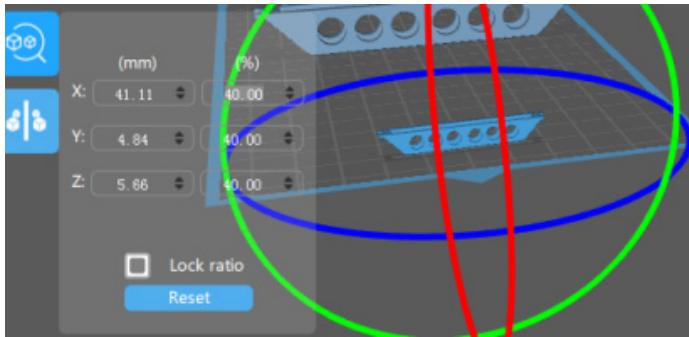 (mm) (%)
X: 41.11 40.00
Y: 4.84 40.00
Z: 5.66 40.00
Lock ratio
Reset